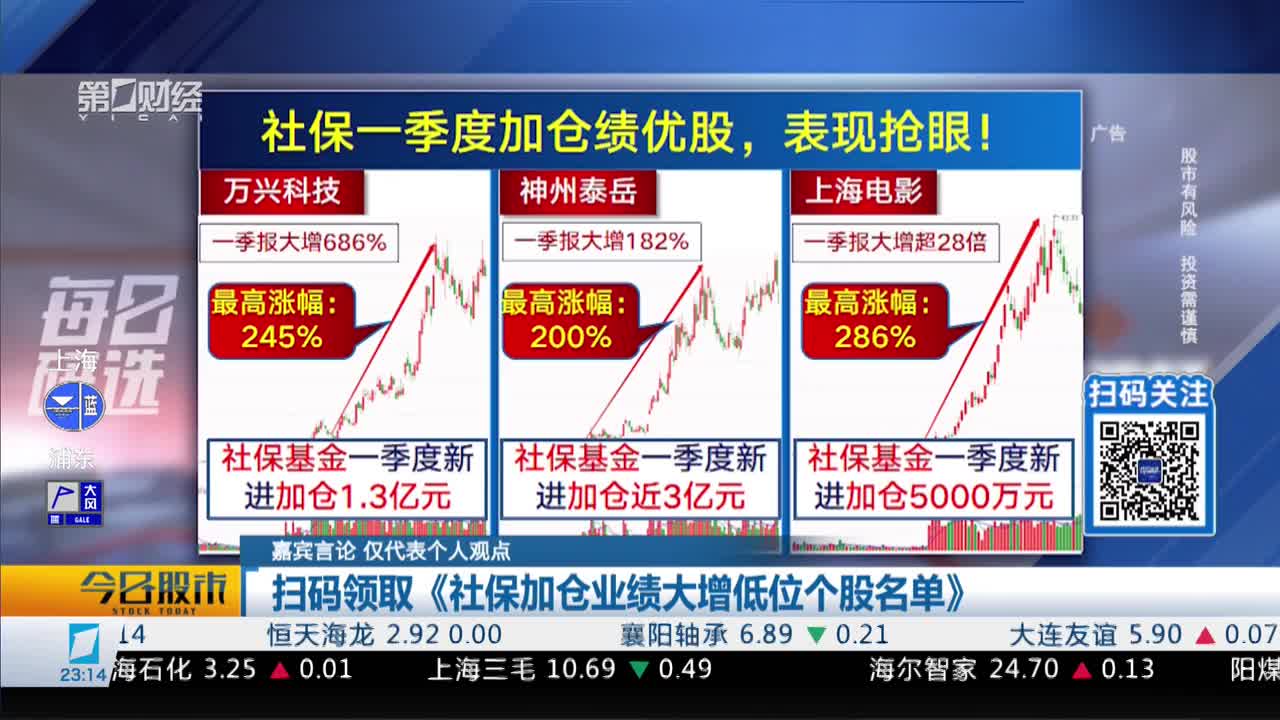 第一财经
YICAI
广告
股市有风险 投资需谨慎
社保一季度加仓绩优股，表现抢眼！
万兴科技
一季报大增686%
最高涨幅：
245%
社保基金一季度新
进加仓1.3亿元
神州泰岳
一季报大增182%
最高涨幅：
200%
社保基金一季度新
进加仓近3亿元
上海电影
一季报大增超28倍
最高涨幅：
286%
社保基金一季度新
进加仓5000万元
每日
精选
上海
蓝
浦东
大风
GALE
扫码关注
嘉宾言论 仅代表个人观点
今日股市
STOCK TODAY
扫码领取《社保加仓业绩大增低位个股名单》
14 恒天海龙 2.92 0.00 襄阳轴承 6.89 ▼ 0.21 大连友谊 5.90 ▲ 0.07
23:14
海石化 3.25 ▲ 0.01 上海三毛 10.69 ▼ 0.49 海尔智家 24.70 ▲ 0.13 阳煤